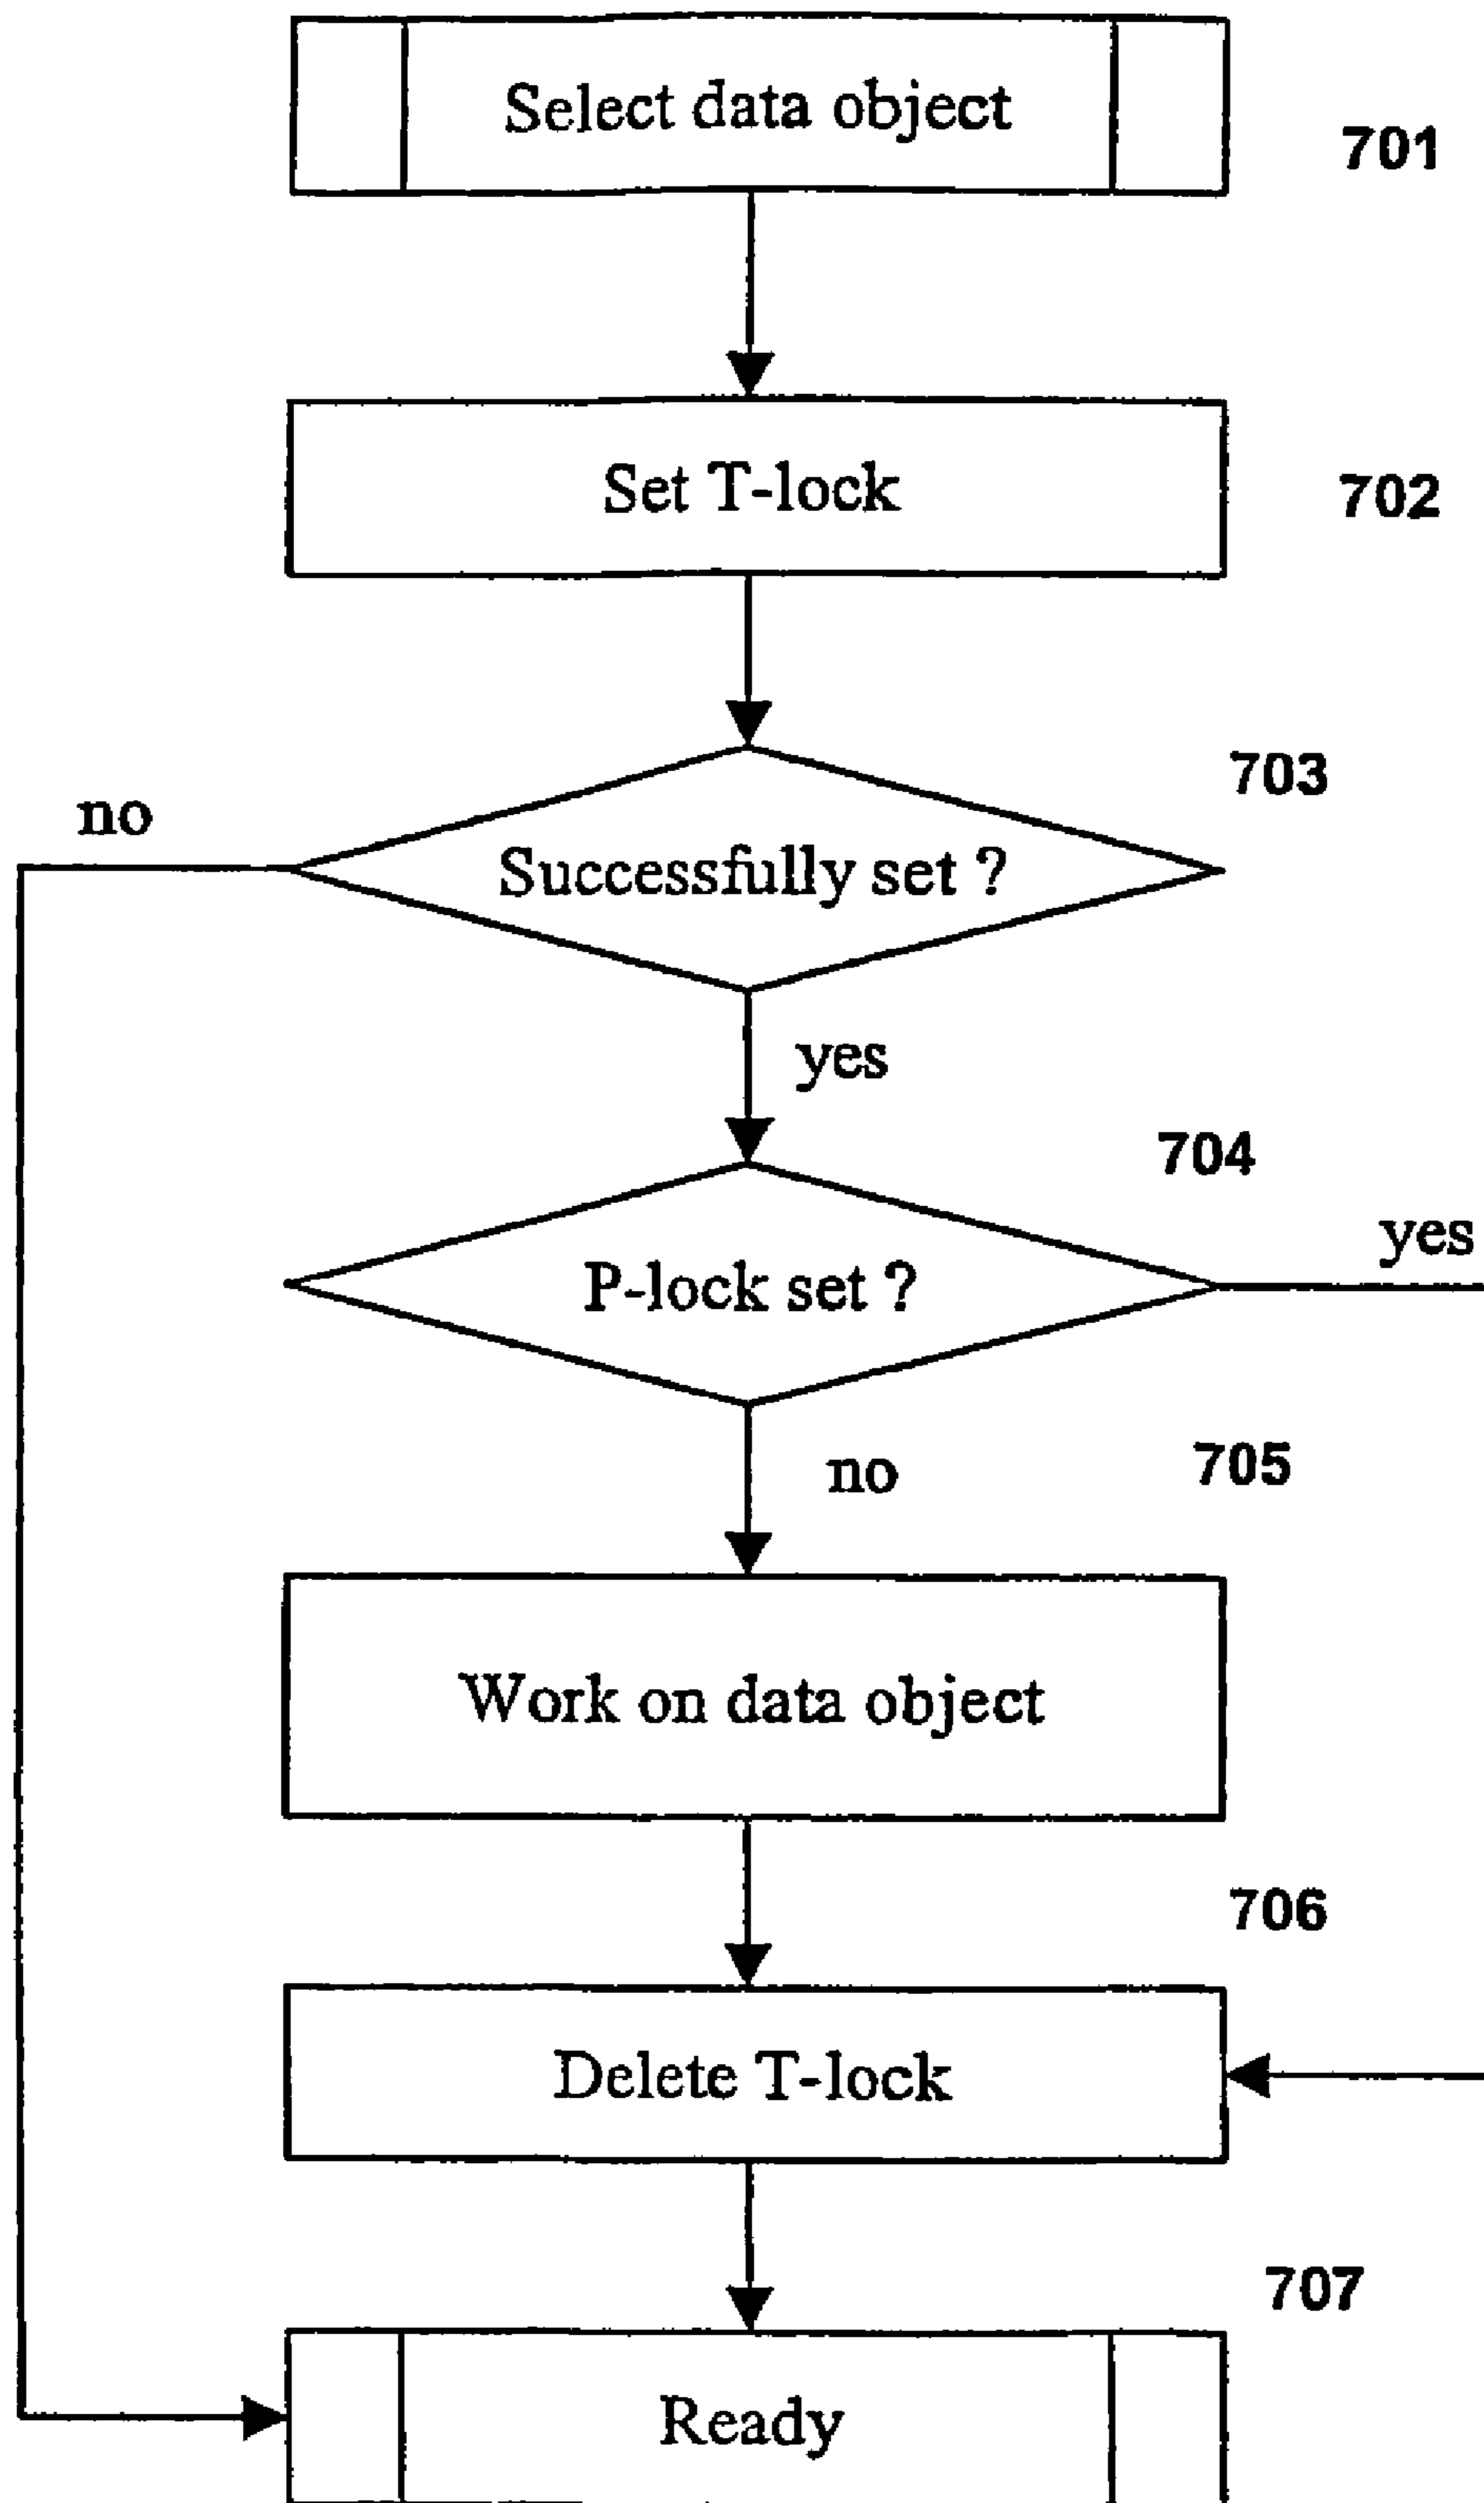 Select data object
701
Set T-lock
702
703
no
Successfully set ?
yes
704
yes
P-lock set ?
no
705
Work on data object
706
Delete T-lock
707
Ready